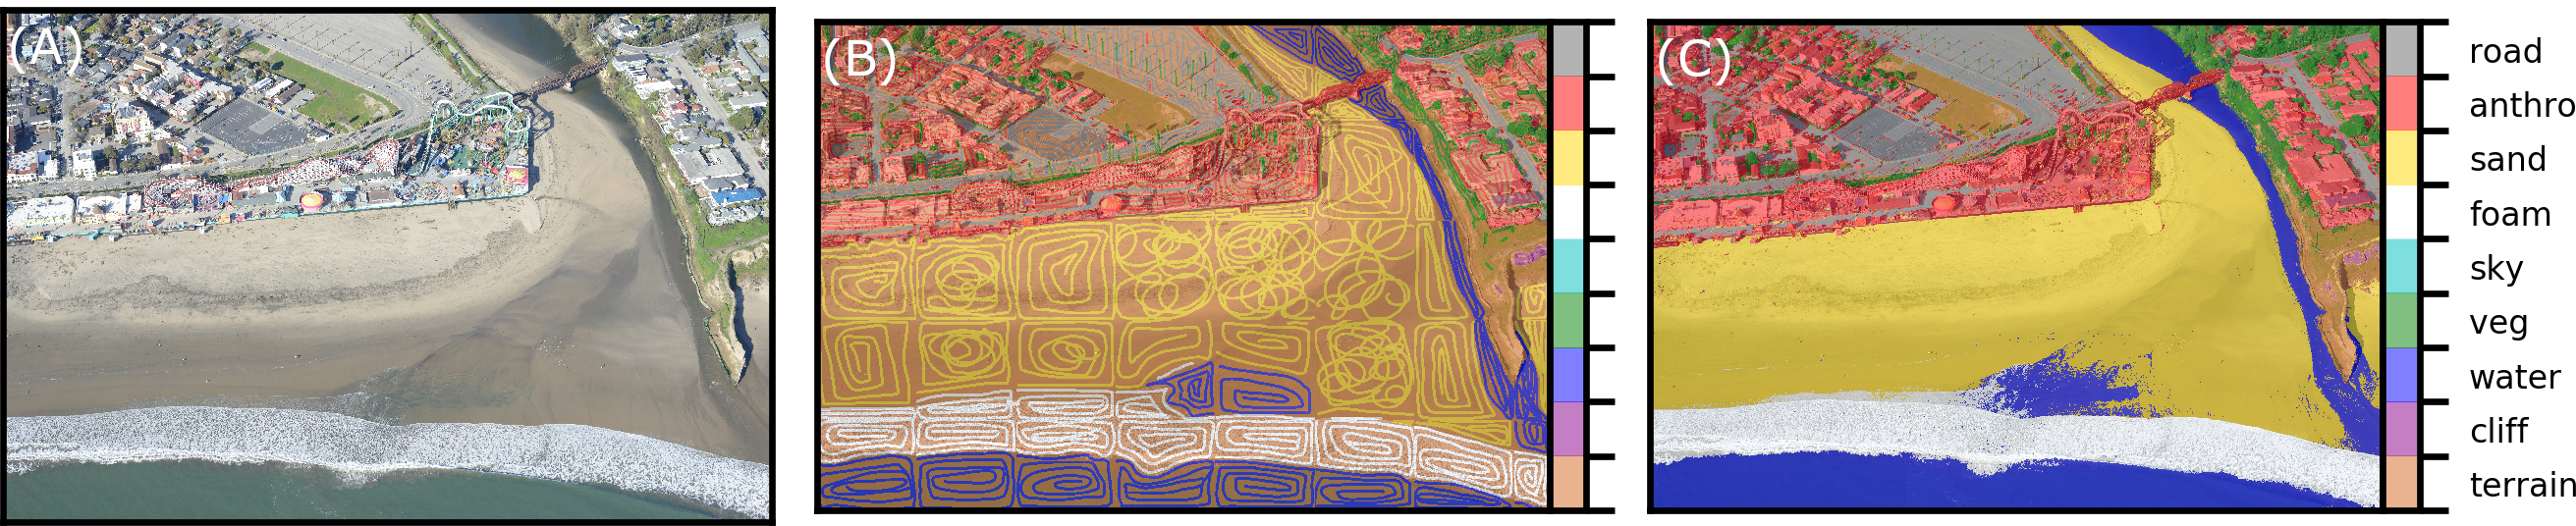 (A)
(B)
(C)
road
anthro
sand
foam
sky
veg
water
cliff
terrain